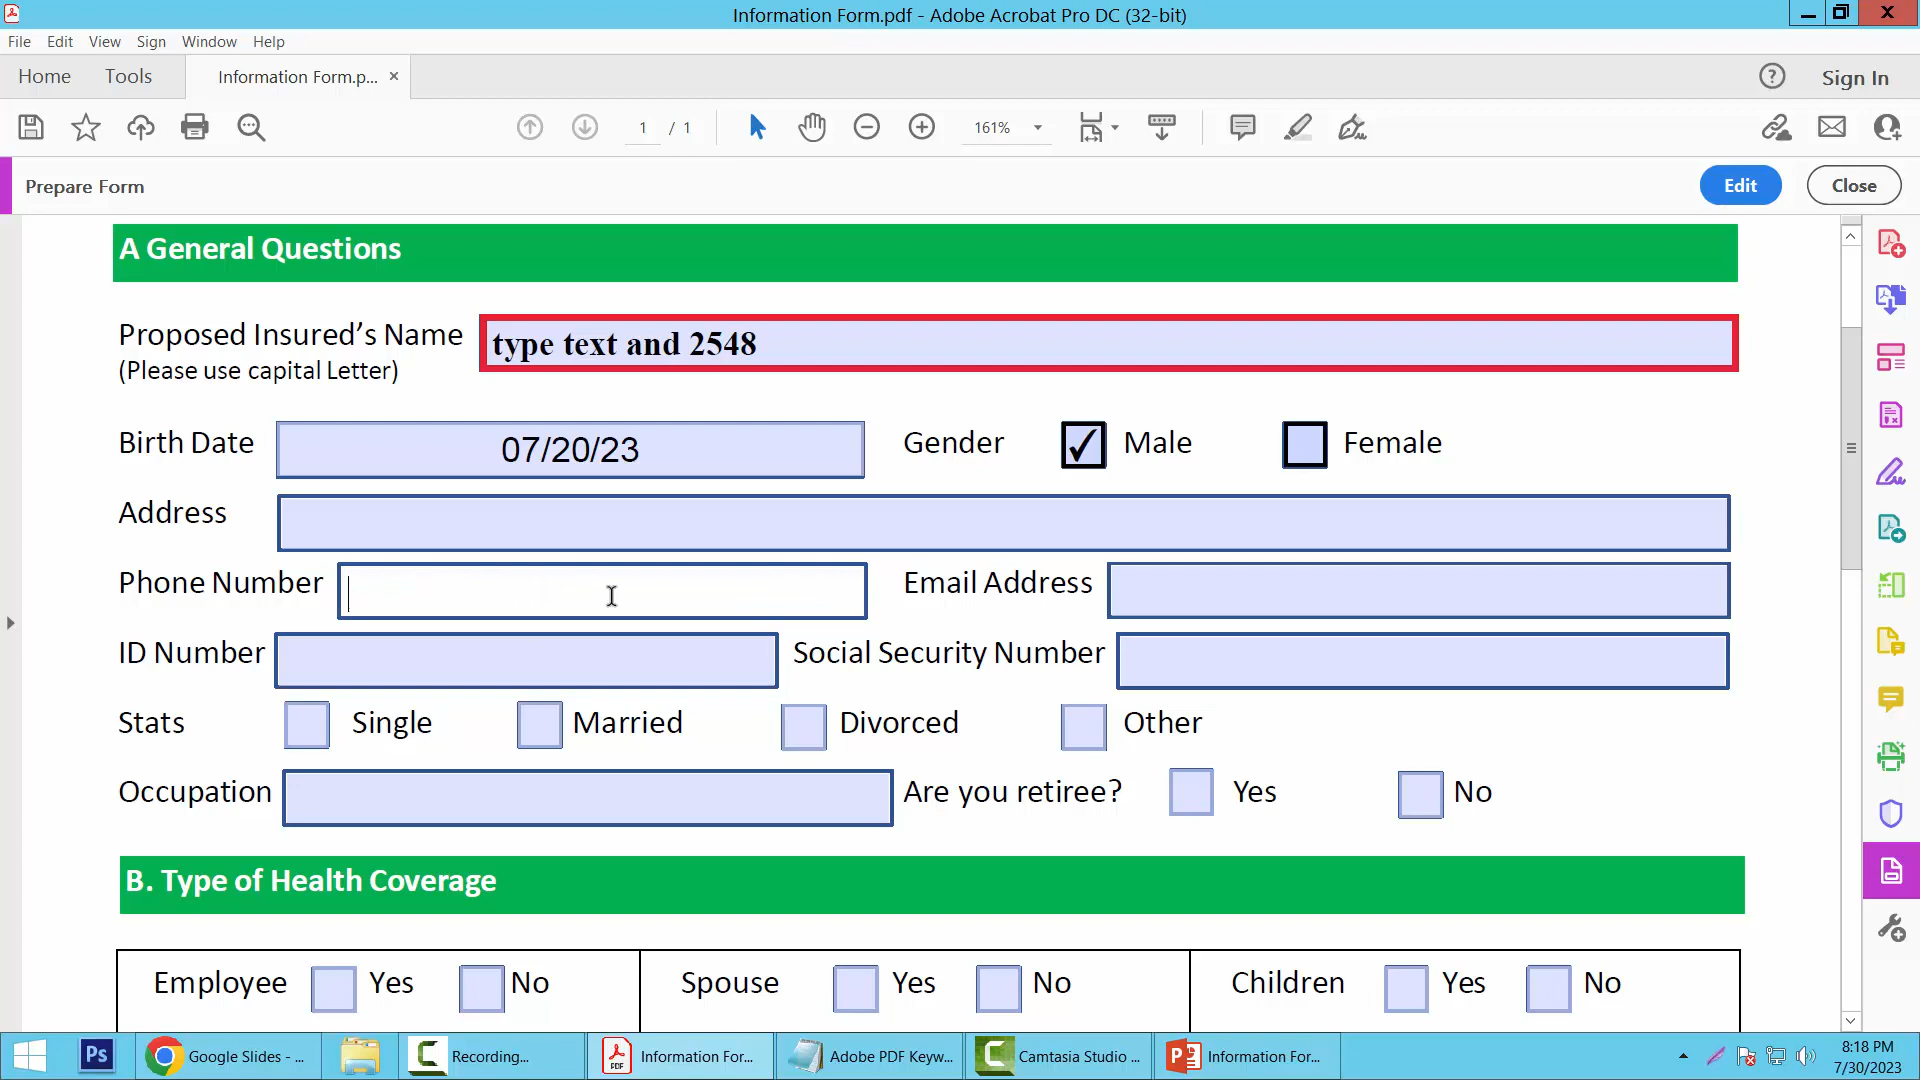 Information Form.pdf - Adobe Acrobat Pro DC (32-bit)
File Edit View Sign Window Help
Home Tools Information Form.p... × Sign In
1 / 1 161%
Prepare Form Edit Close
A General Questions
Proposed Insured’s Name type text and 2548
(Please use capital Letter)
Birth Date 07/20/23 Gender Male Female
Address
Phone Number Email Address
ID Number Social Security Number
Stats Single Married Divorced Other
Occupation Are you retiree? Yes No
B. Type of Health Coverage
Employee Yes No Spouse Yes No Children Yes No
Ps Google Slides - ... Recording... Information For... Adobe PDF Keyw... Camtasia Studio ... Information For... 8:18 PM
7/30/2023